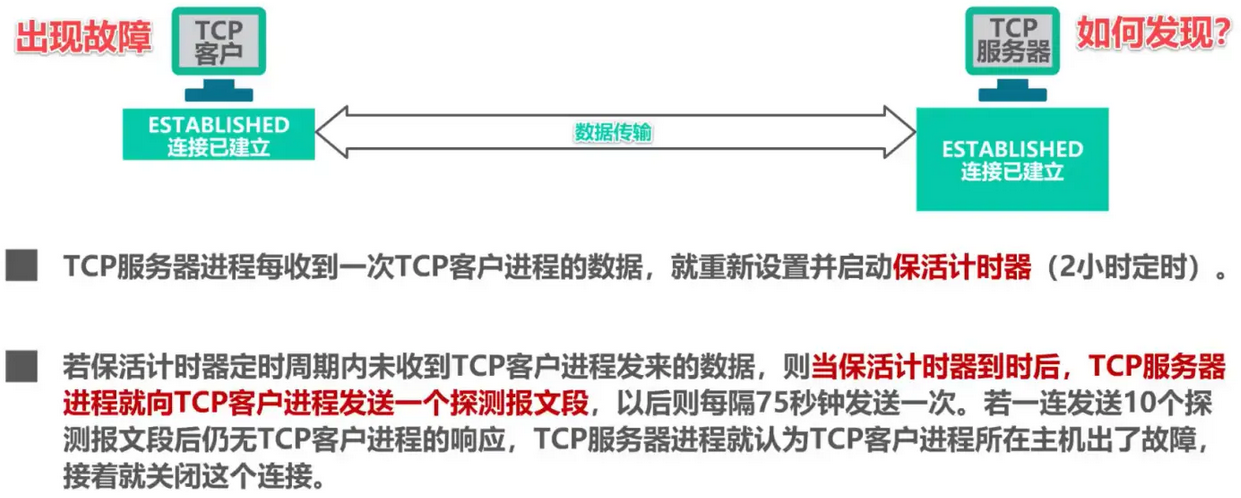 出现故障
TCP
客户
TCP
服务器
如何发现？
ESTABLISHED
连接已建立
数据传输
ESTABLISHED
连接已建立
TCP服务器进程每收到一次TCP客户进程的数据，就重新设置并启动保活计时器（2小时定时）。
若保活计时器定时周期内未收到TCP客户进程发来的数据，则当保活计时器到时后，TCP服务器
进程就向TCP客户进程发送一个探测报文段，以后则每隔75秒钟发送一次。若一连发送10个探
测报文段后仍无TCP客户进程的响应，TCP服务器进程就认为TCP客户进程所在主机出了故障，
接着就关闭这个连接。